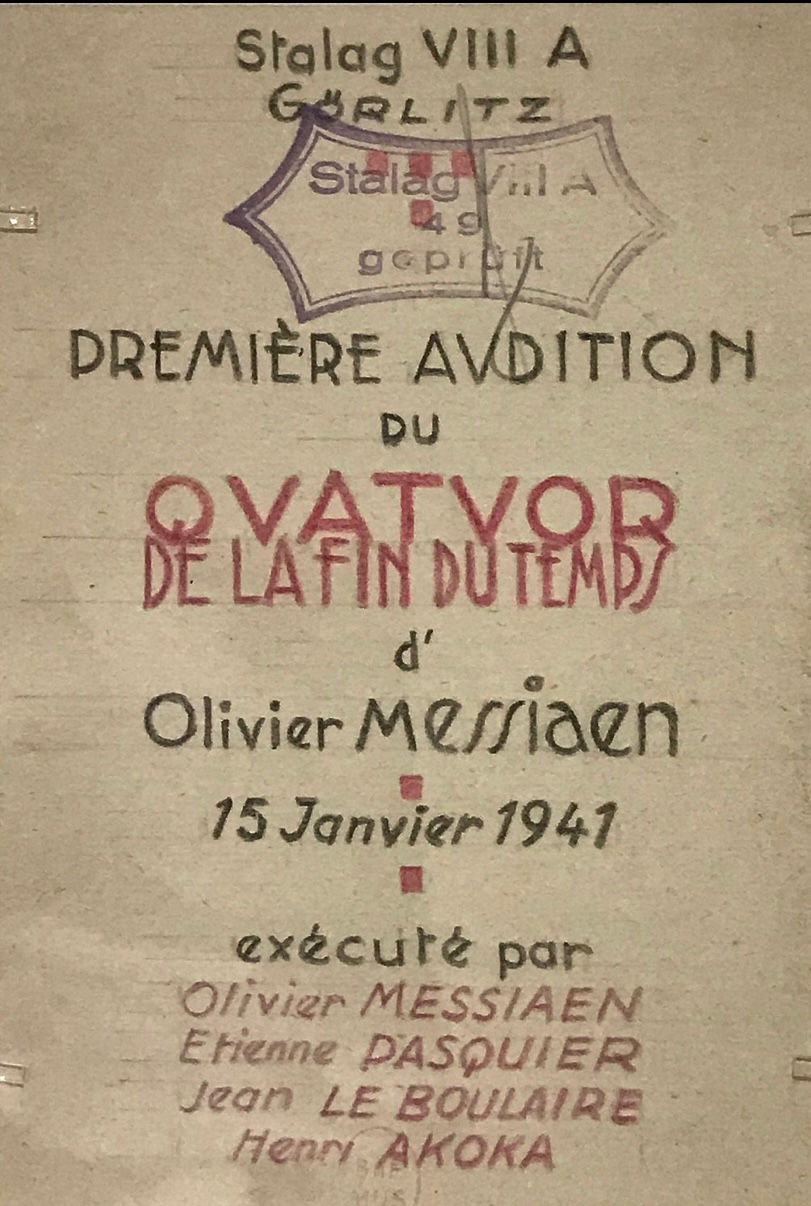 Stalag VIII A
GÖRLITZ
Stalag VIII A
49
geprüft
PREMIÈRE AVDITION
DU
QVATVOR
DE LA FIN DU TEMPS
d'
Olivier Messiaen
15 Janvier 1941
exécuté par
Olivier MESSIAEN
Etienne PASQUIER
Jean LE BOULAIRE
Henri AKOKA